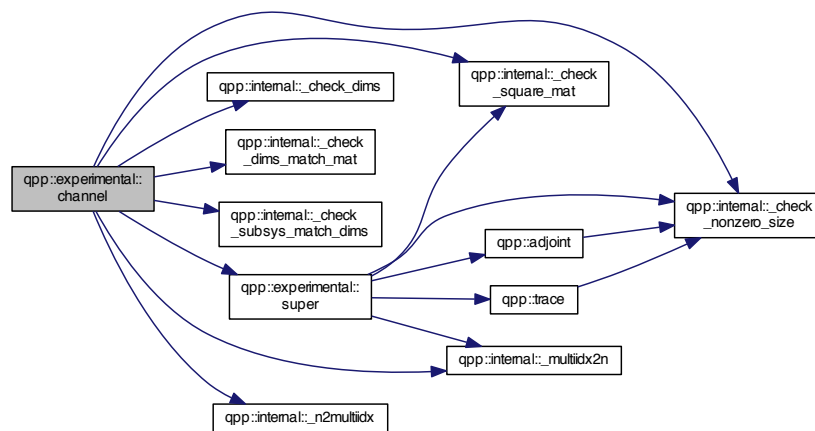 qpp::experimental::
channel
qpp::internal::_check_dims
qpp::internal::_check
_dims_match_mat
qpp::internal::_check
_subsys_match_dims
qpp::experimental::
super
qpp::internal::_n2multiidx
qpp::internal::_check
_square_mat
qpp::adjoint
qpp::trace
qpp::internal::_multiidx2n
qpp::internal::_check
_nonzero_size